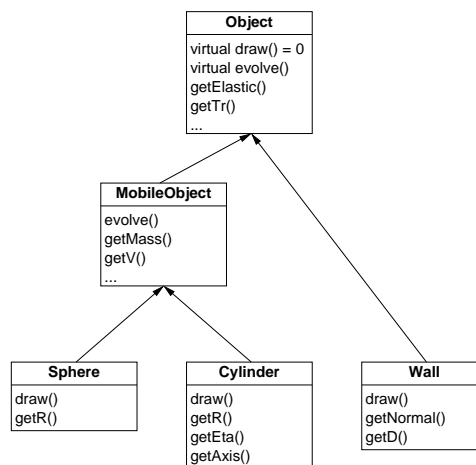 Object
virtual draw() = 0
virtual evolve()
getElastic()
getTr()
...
MobileObject
evolve()
getMass()
getV()
...
Sphere
draw()
getR()
Cylinder
draw()
getR()
getEta()
getAxis()
Wall
draw()
getNormal()
getD()